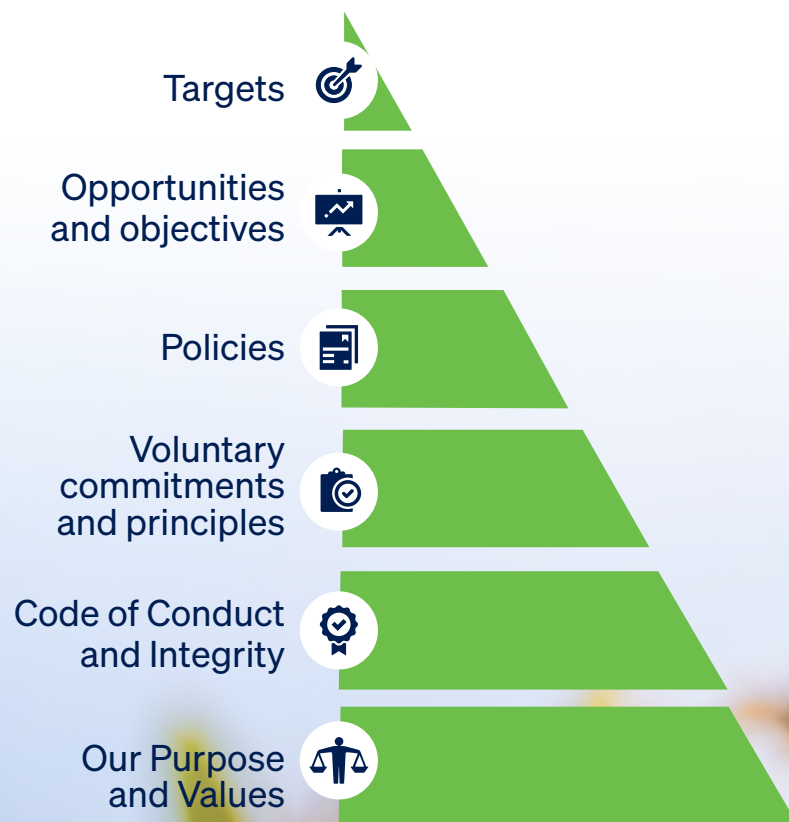 Targets
Opportunities
and objectives
Policies
Voluntary
commitments
and principles
Code of Conduct
and Integrity
Our Purpose
and Values